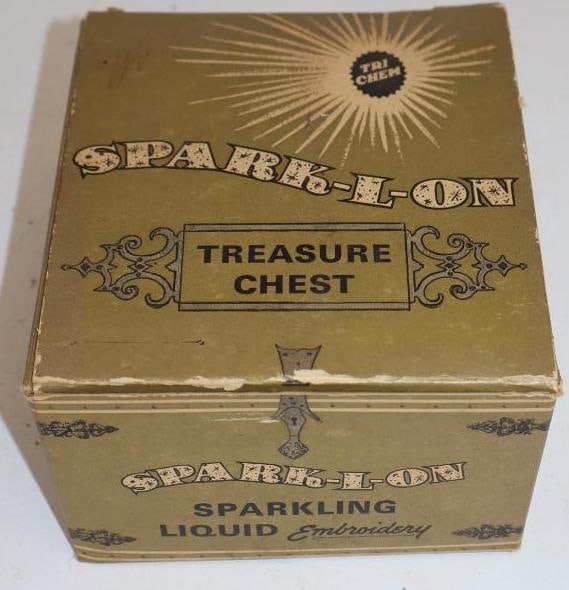 TRI
CHEM
SPARK-L-ON
TREASURE
CHEST
SPARK-L-ON
SPARKLING
LIQUID Embroidery